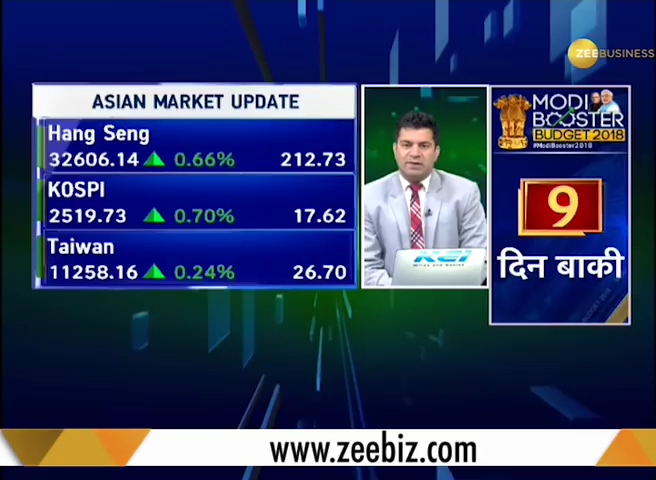 ZEEBUSINESS
ASIAN MARKET UPDATE
Hang Seng
32606.14 0.66% 212.73
KOSPI
2519.73 0.70% 17.62
Taiwan
11258.16 0.24% 26.70
MODI
BOOSTER
BUDGET 2018
#ModiBooster2018
9
दिन बाकी
www.zeebiz.com